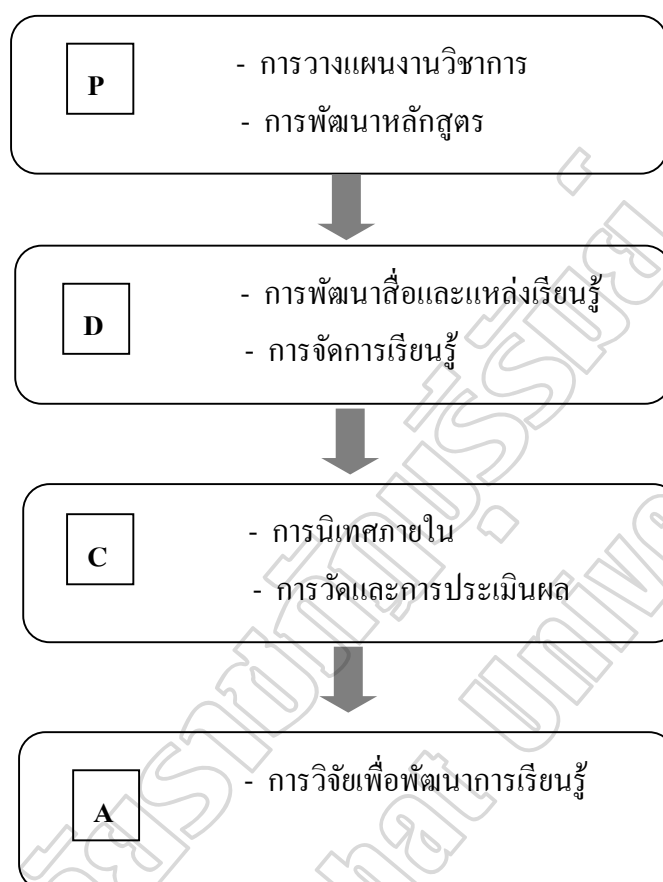 P
- การวางแผนงานวิชาการ
- การพัฒนาหลักสูตร
D
- การพัฒนาสื่อและแหล่งเรียนรู้
- การจัดการเรียนรู้
C
- การนิเทศภายใน
- การวัดและการประเมินผล
A
- การวิจัยเพื่อพัฒนาการเรียนรู้